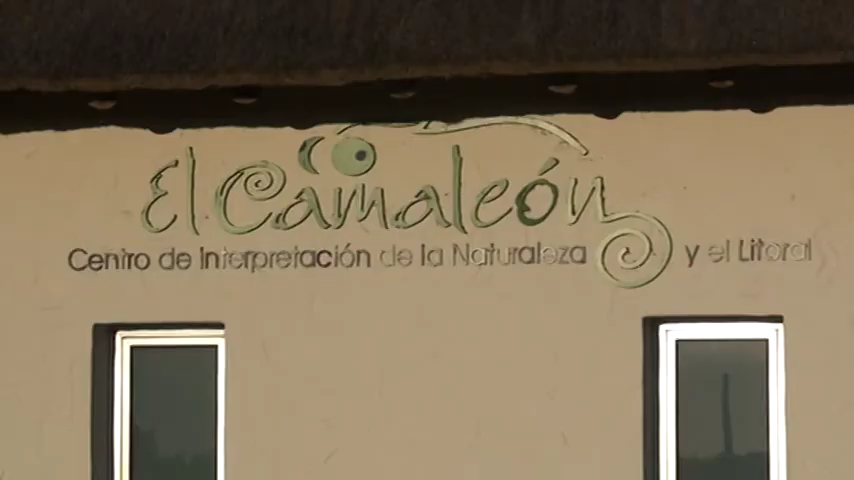 El Camaleón
Centro de Interpretación de la Naturaleza y el Litoral